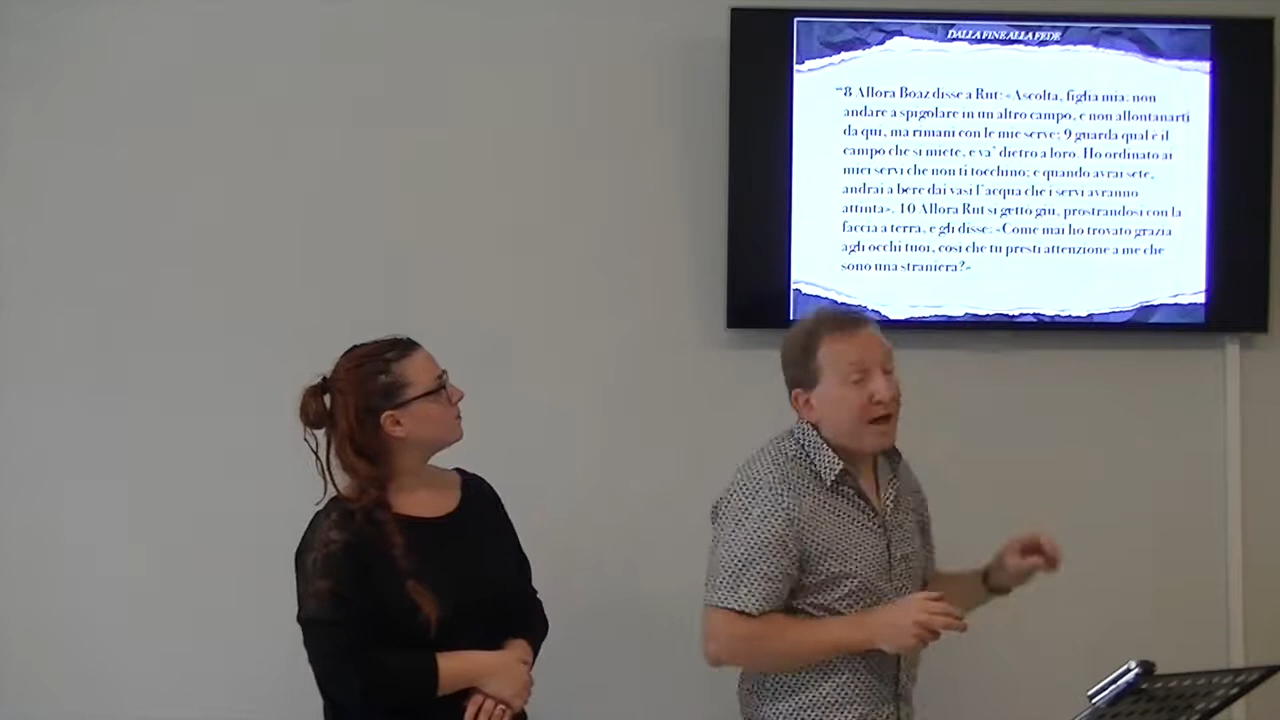 DALLA FINE ALLA FEDE
“8 Allora Boaz disse a Rut: «Ascolta, figlia mia: non
andare a spigolare in un altro campo, e non allontanarti
da qui, ma rimani con le mie serve; 9 guarda qual è il
campo che si miete, e va’ dietro a loro. Ho ordinato ai
miei servi che non ti tocchino; e quando avrai sete,
andrai a bere dai vasi l’acqua che i servi avranno
attinta». 10 Allora Rut si gettò giù, prostrandosi con la
faccia a terra, e gli disse: «Come mai ho trovato grazia
agli occhi tuoi, così che tu presti attenzione a me che
sono una straniera?»